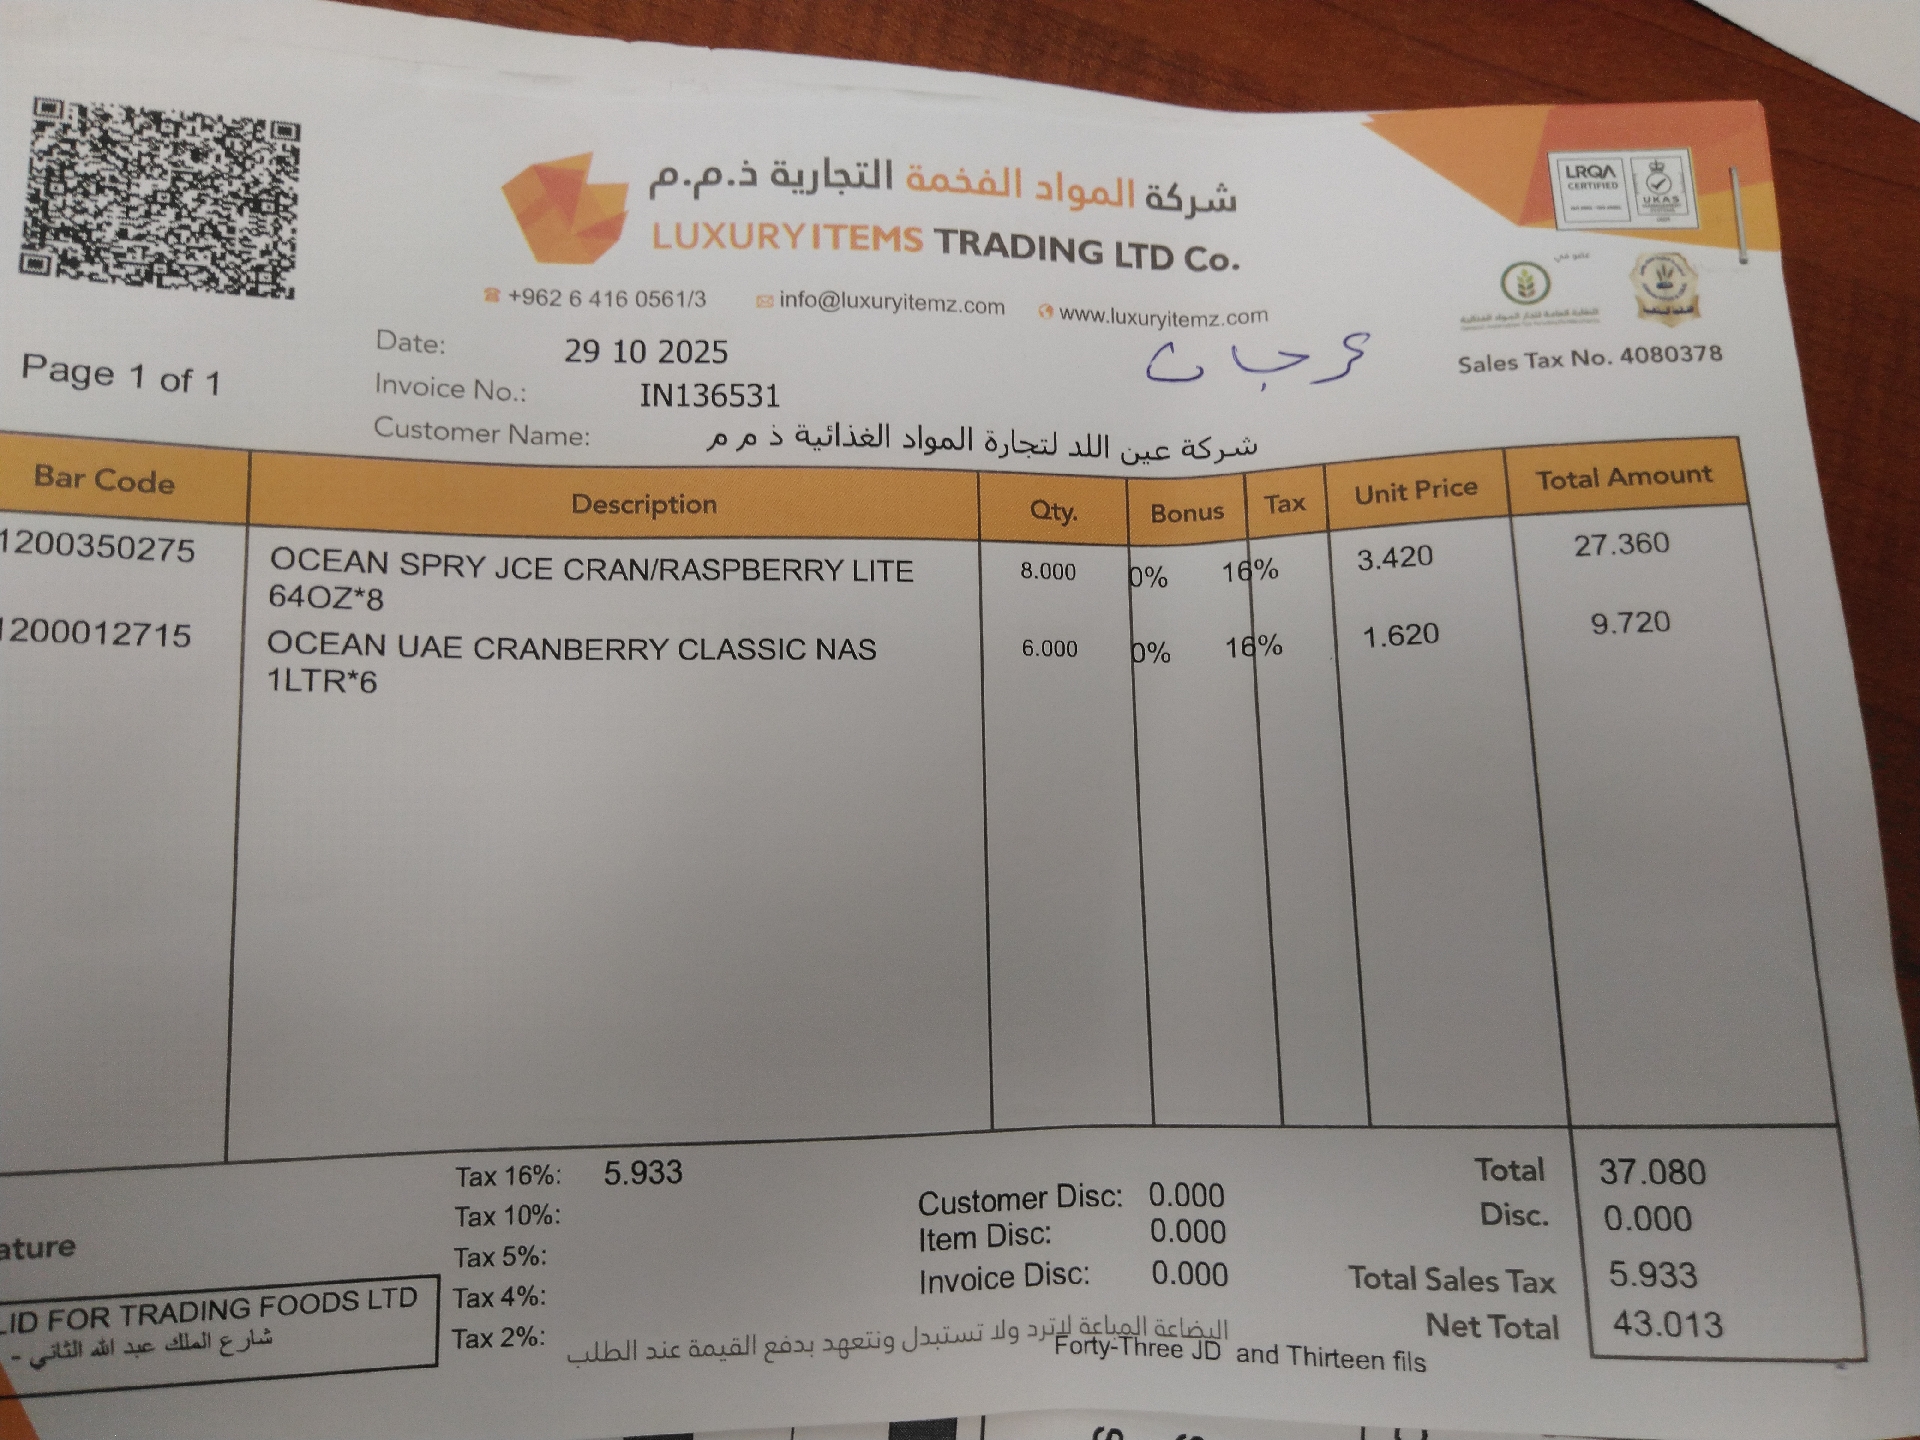 شركة المواد الفخمة التجارية ذ.م.م
LUXURY ITEMS TRADING LTD Co.
LRQA
CERTIFIED
UKAS
عضو في
+962 6 416 0561/3 info@luxuryitemz.com www.luxuryitemz.com
Sales Tax No. 4080378
Page 1 of 1
Date: 29 10 2025
Invoice No.: IN136531
Customer Name: شركة عين اللد لتجارة المواد الغذائية ذ م م
Bar Code Description Qty. Bonus Tax Unit Price Total Amount
1200350275 OCEAN SPRY JCE CRAN/RASPBERRY LITE 8.000 0% 16% 3.420 27.360
64OZ*8
1200012715 OCEAN UAE CRANBERRY CLASSIC NAS 6.000 0% 16% 1.620 9.720
1LTR*6
Tax 16%: 5.933
Tax 10%:
Tax 5%:
Tax 4%:
Tax 2%:
Customer Disc: 0.000
Item Disc: 0.000
Invoice Disc: 0.000
Total 37.080
Disc. 0.000
Total Sales Tax 5.933
Net Total 43.013
ature
LID FOR TRADING FOODS LTD
شارع الملك عبد الله الثاني -
البضاعة المباعة لاترد ولا تستبدل ونتعهد بدفع القيمة عند الطلب
Forty-Three JD and Thirteen fils